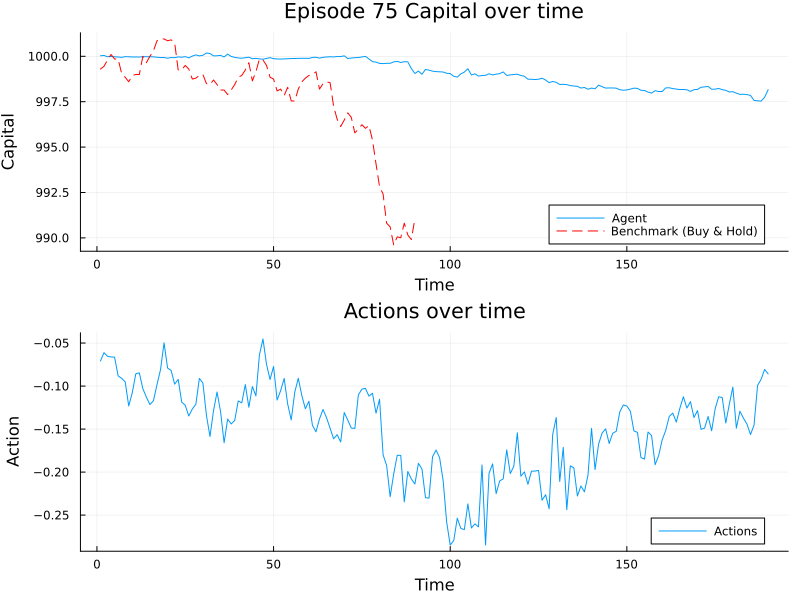 Episode 75 Capital over time
1000.0
997.5
995.0
992.5
990.0
Capital
Agent
Benchmark (Buy & Hold)
0
50
100
150
Time
Actions over time
−0.05
−0.10
−0.15
−0.20
−0.25
Action
Actions
0
50
100
150
Time